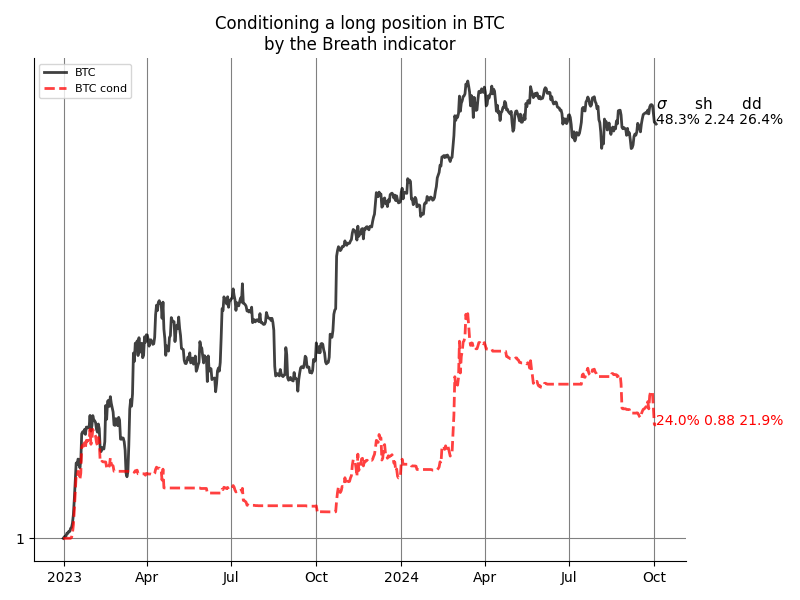 Conditioning a long position in BTC
by the Breath indicator
BTC
BTC cond
σ sh dd
48.3% 2.24 26.4%
24.0% 0.88 21.9%
1
2023 Apr Jul Oct 2024 Apr Jul Oct